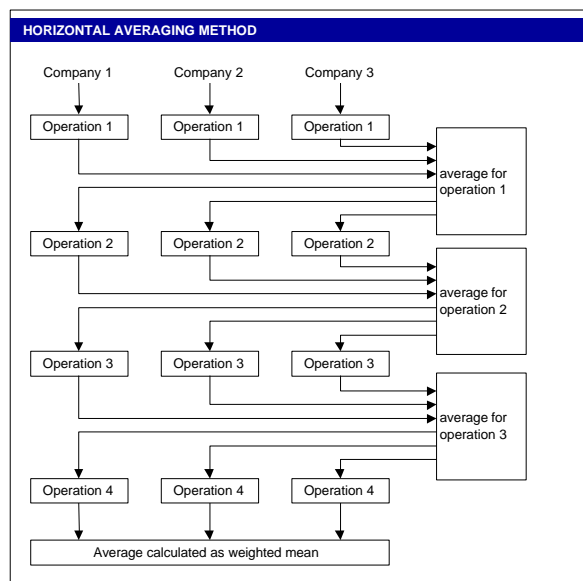 HORIZONTAL AVERAGING METHOD
Company 1
Company 2
Company 3
Operation 1
Operation 1
Operation 1
average for
operation 1
Operation 2
Operation 2
Operation 2
average for
operation 2
Operation 3
Operation 3
Operation 3
average for
operation 3
Operation 4
Operation 4
Operation 4
Average calculated as weighted mean